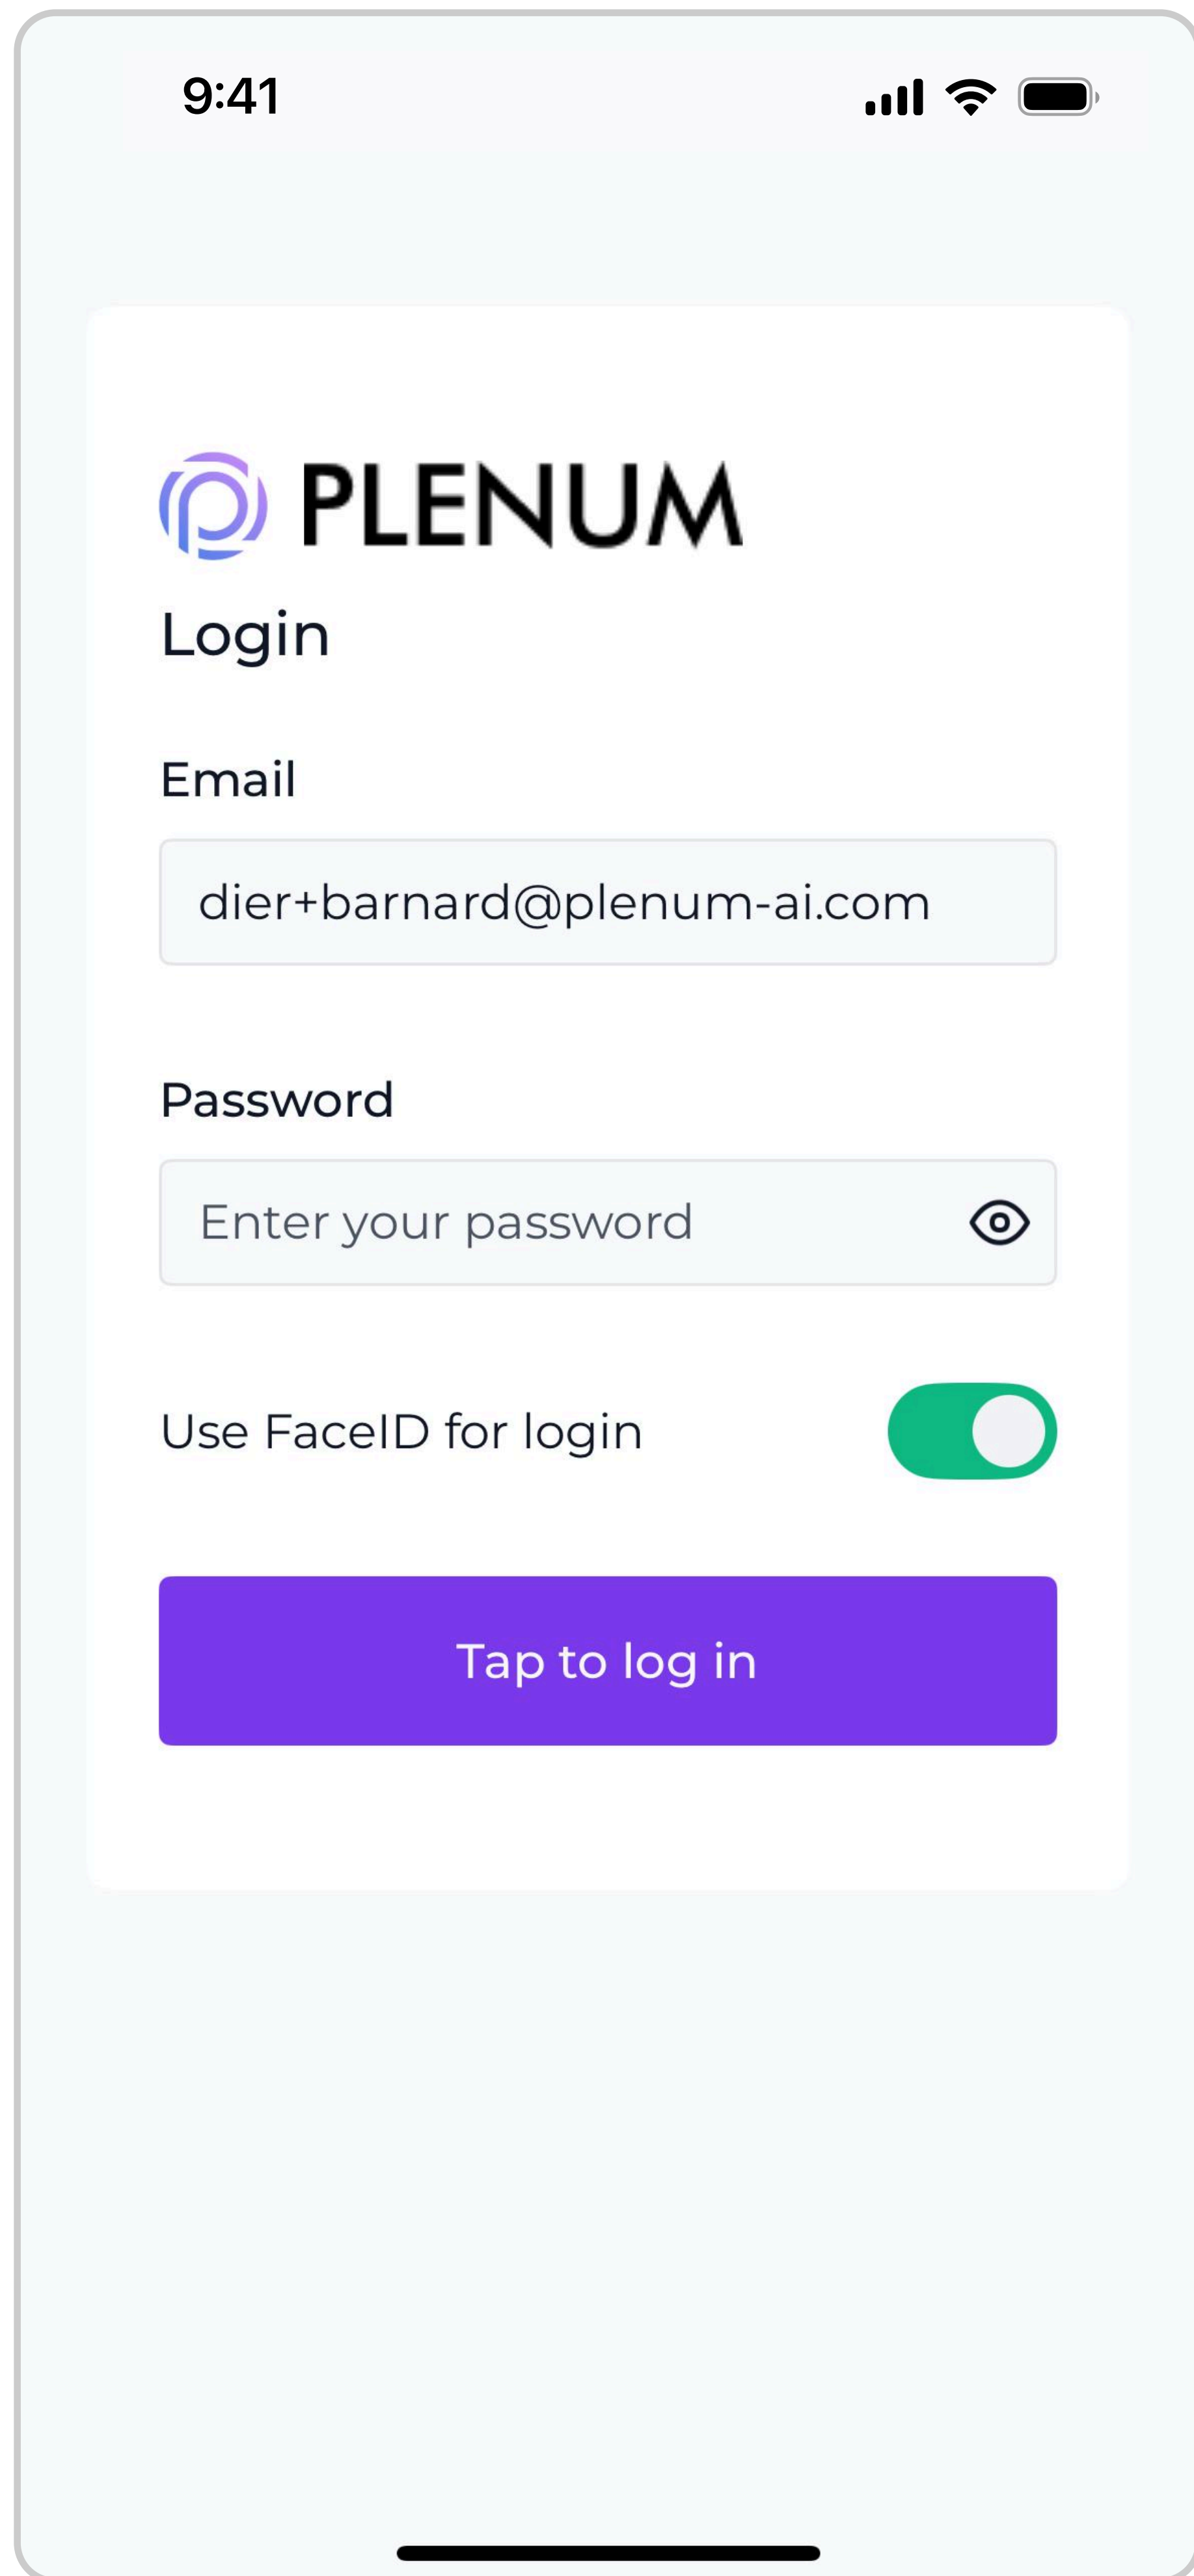 9:41
PLENUM
Login
Email
dier+barnard@plenum-ai.com
Password
Enter your password
Use FaceID for login
Tap to log in